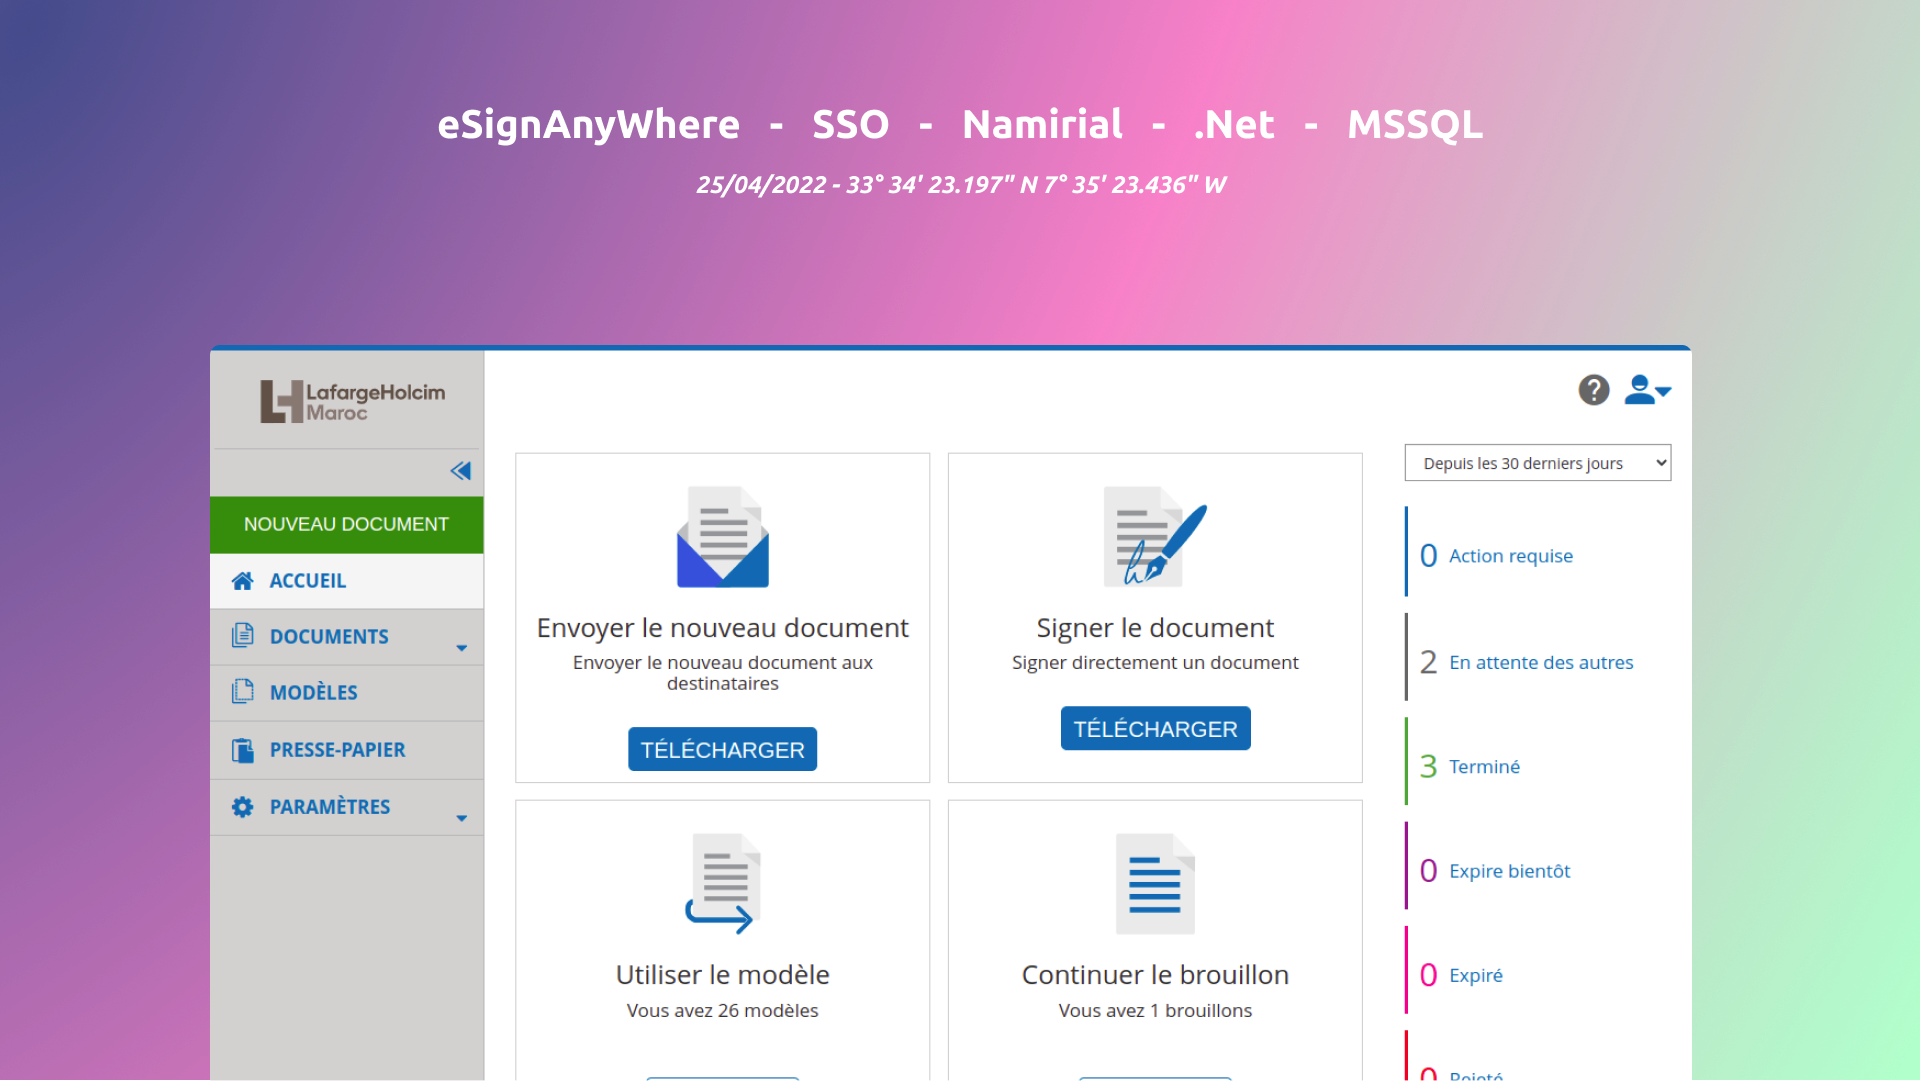 eSignAnyWhere - SSO - Namirial - .Net - MSSQL
25/04/2022 - 33° 34' 23.197" N 7° 35' 23.436" W
LafargeHolcim
Maroc
NOUVEAU DOCUMENT
ACCUEIL
DOCUMENTS
MODÈLES
PRESSE-PAPIER
PARAMÈTRES
Envoyer le nouveau document
Envoyer le nouveau document aux
destinataires
TÉLÉCHARGER
Signer le document
Signer directement un document
TÉLÉCHARGER
Utiliser le modèle
Vous avez 26 modèles
Continuer le brouillon
Vous avez 1 brouillons
?
Depuis les 30 derniers jours
0 Action requise
2 En attente des autres
3 Terminé
0 Expire bientôt
0 Expiré
0 Rejeté